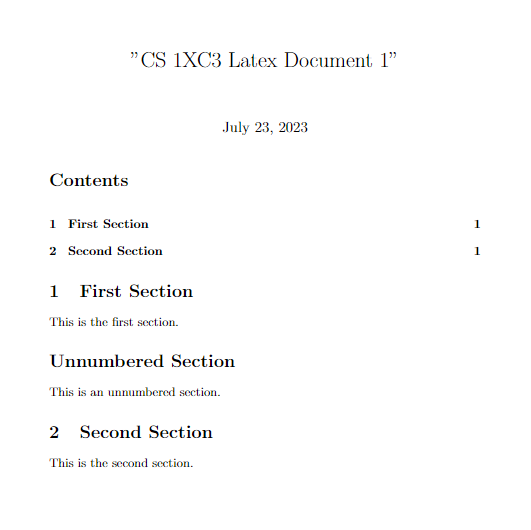 ”CS 1XC3 Latex Document 1”
July 23, 2023
Contents
1 First Section 1
2 Second Section 1
1 First Section
This is the first section.
Unnumbered Section
This is an unnumbered section.
2 Second Section
This is the second section.